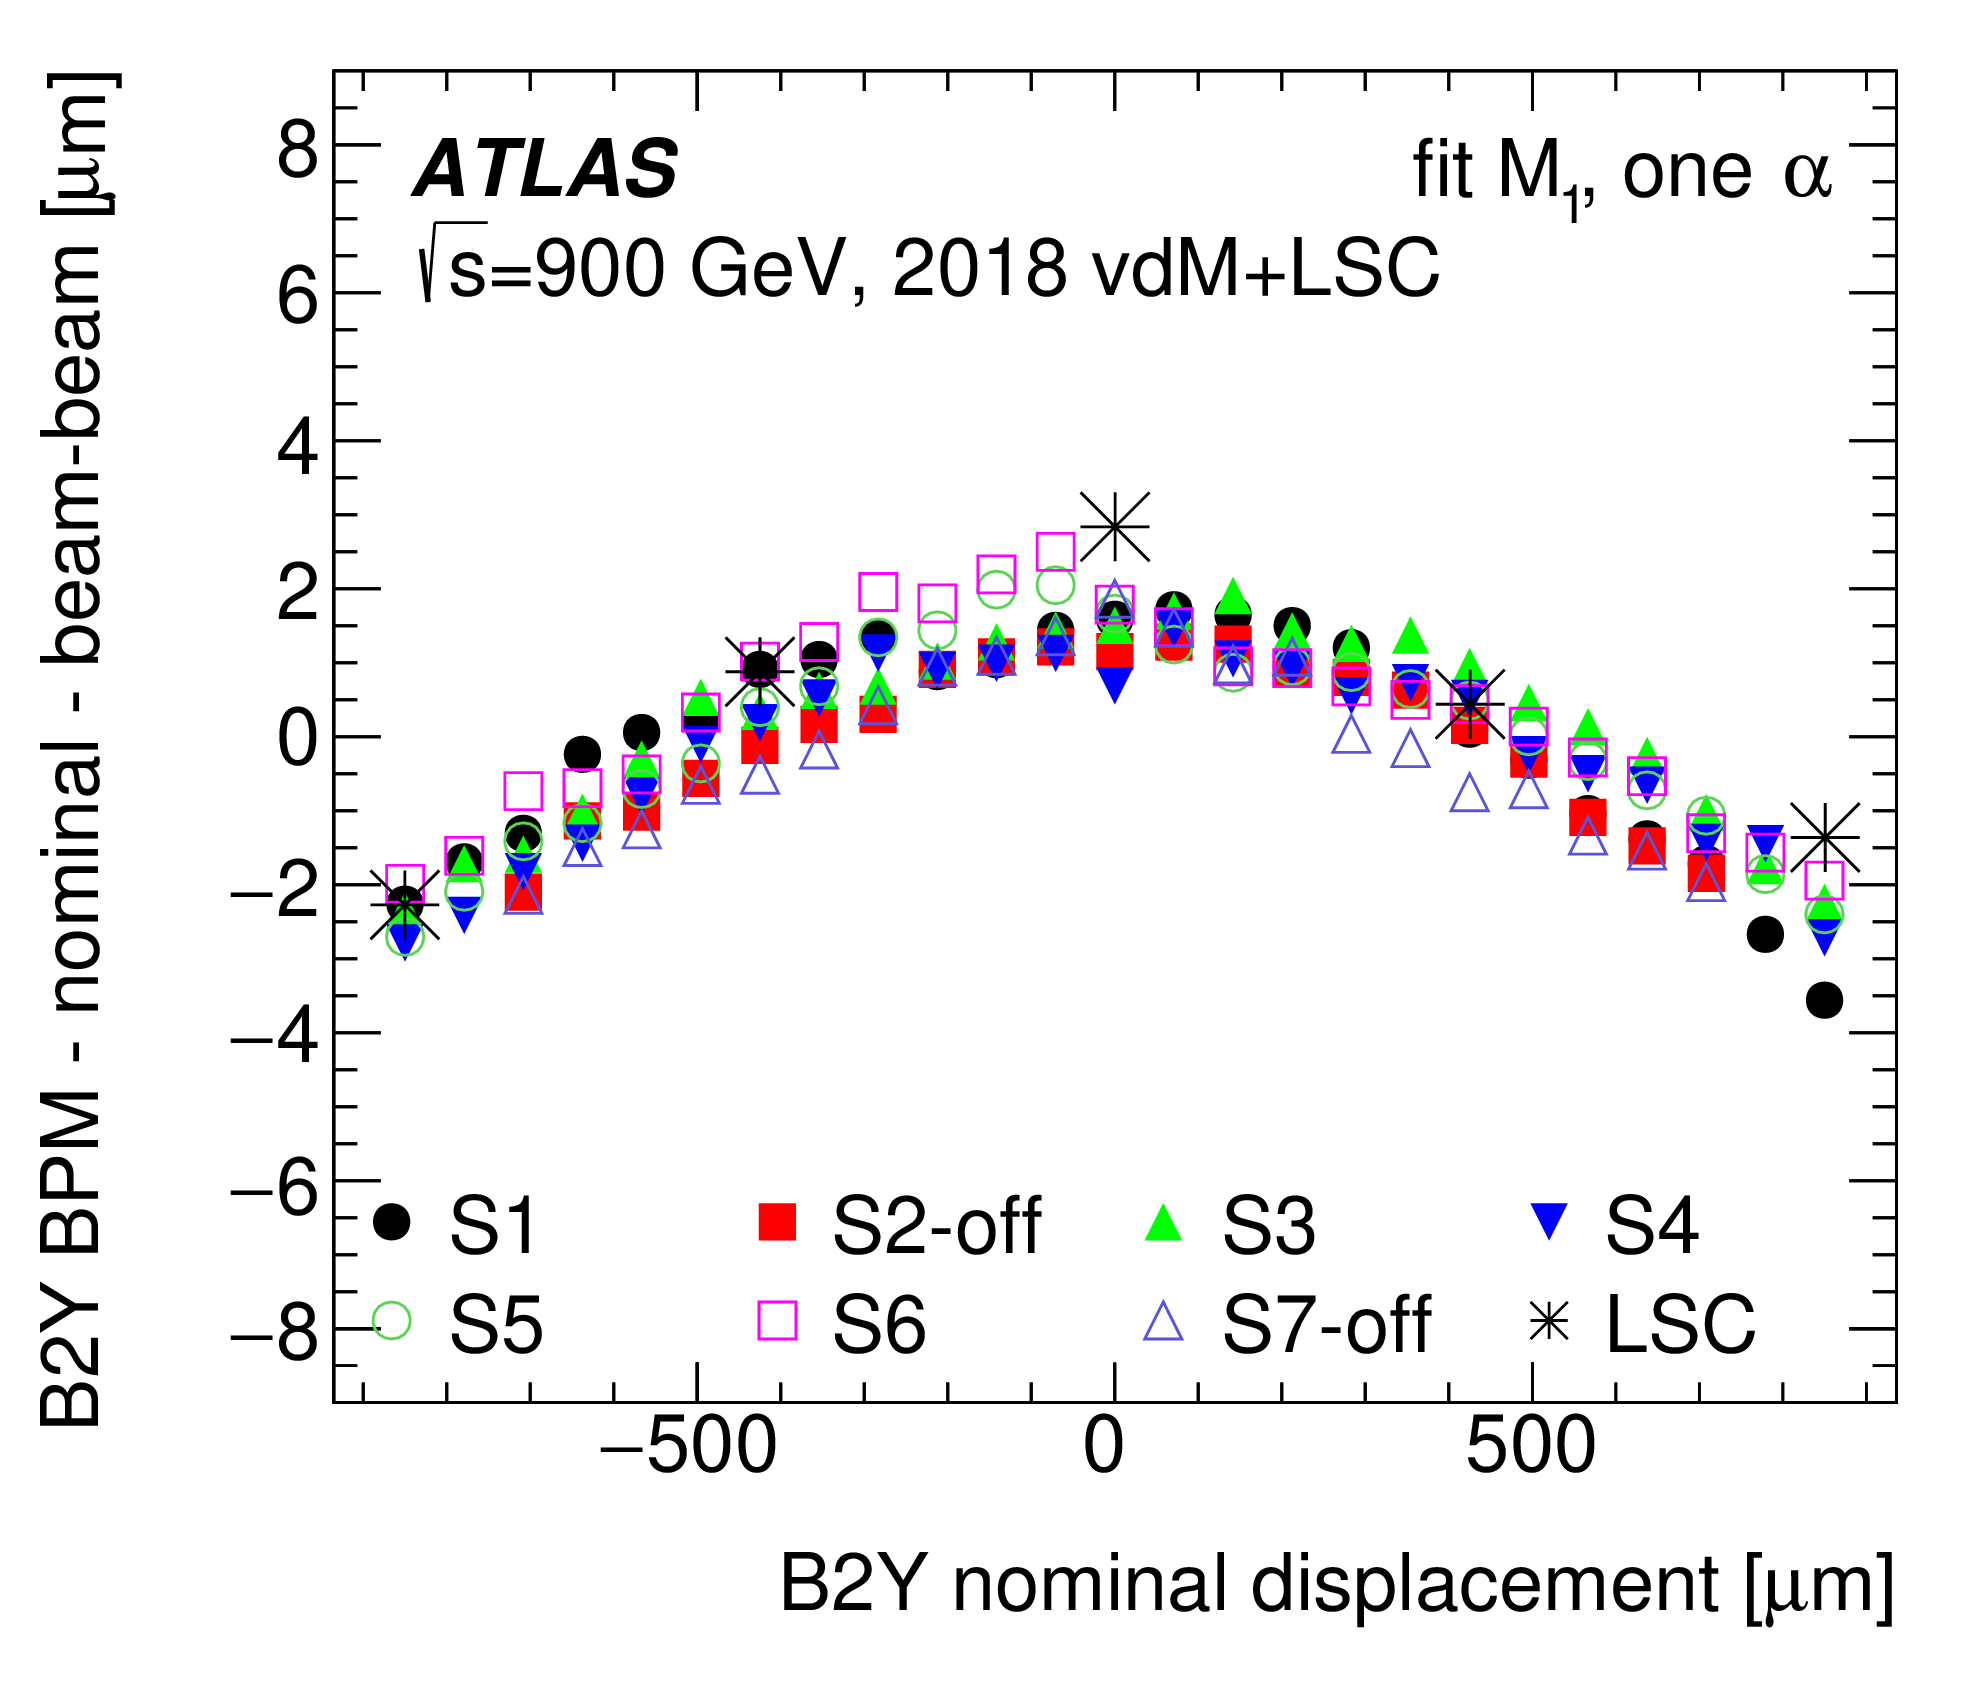 B2Y BPM - nominal - beam-beam [μm]
ATLAS
fit M₁, one α
√s=900 GeV, 2018 vdM+LSC
8
6
4
2
0
−2
−4
−6
−8
S1 S2-off S3 S4
S5 S6 S7-off LSC
−500 0 500
B2Y nominal displacement [μm]